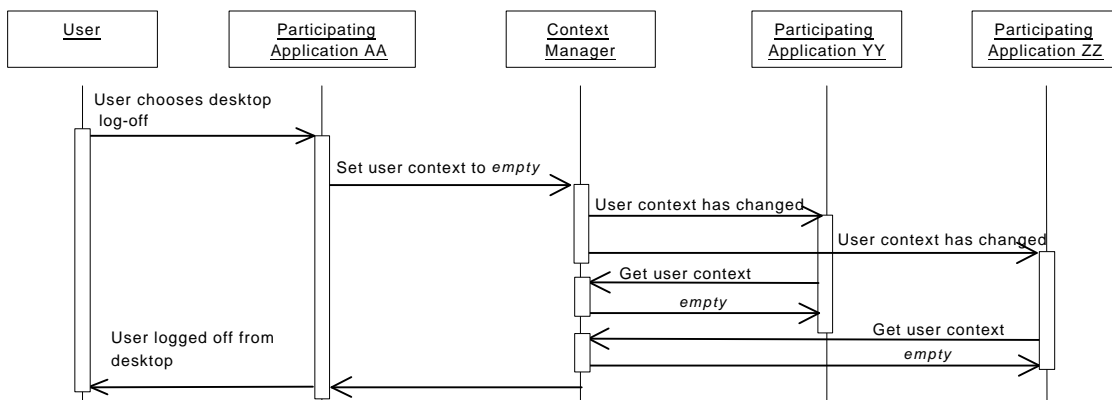 User
Participating
Application AA
Context
Manager
Participating
Application YY
Participating
Application ZZ
User chooses desktop
log-off
Set user context to empty
User context has changed
User context has changed
Get user context
empty
Get user context
empty
User logged off from
desktop